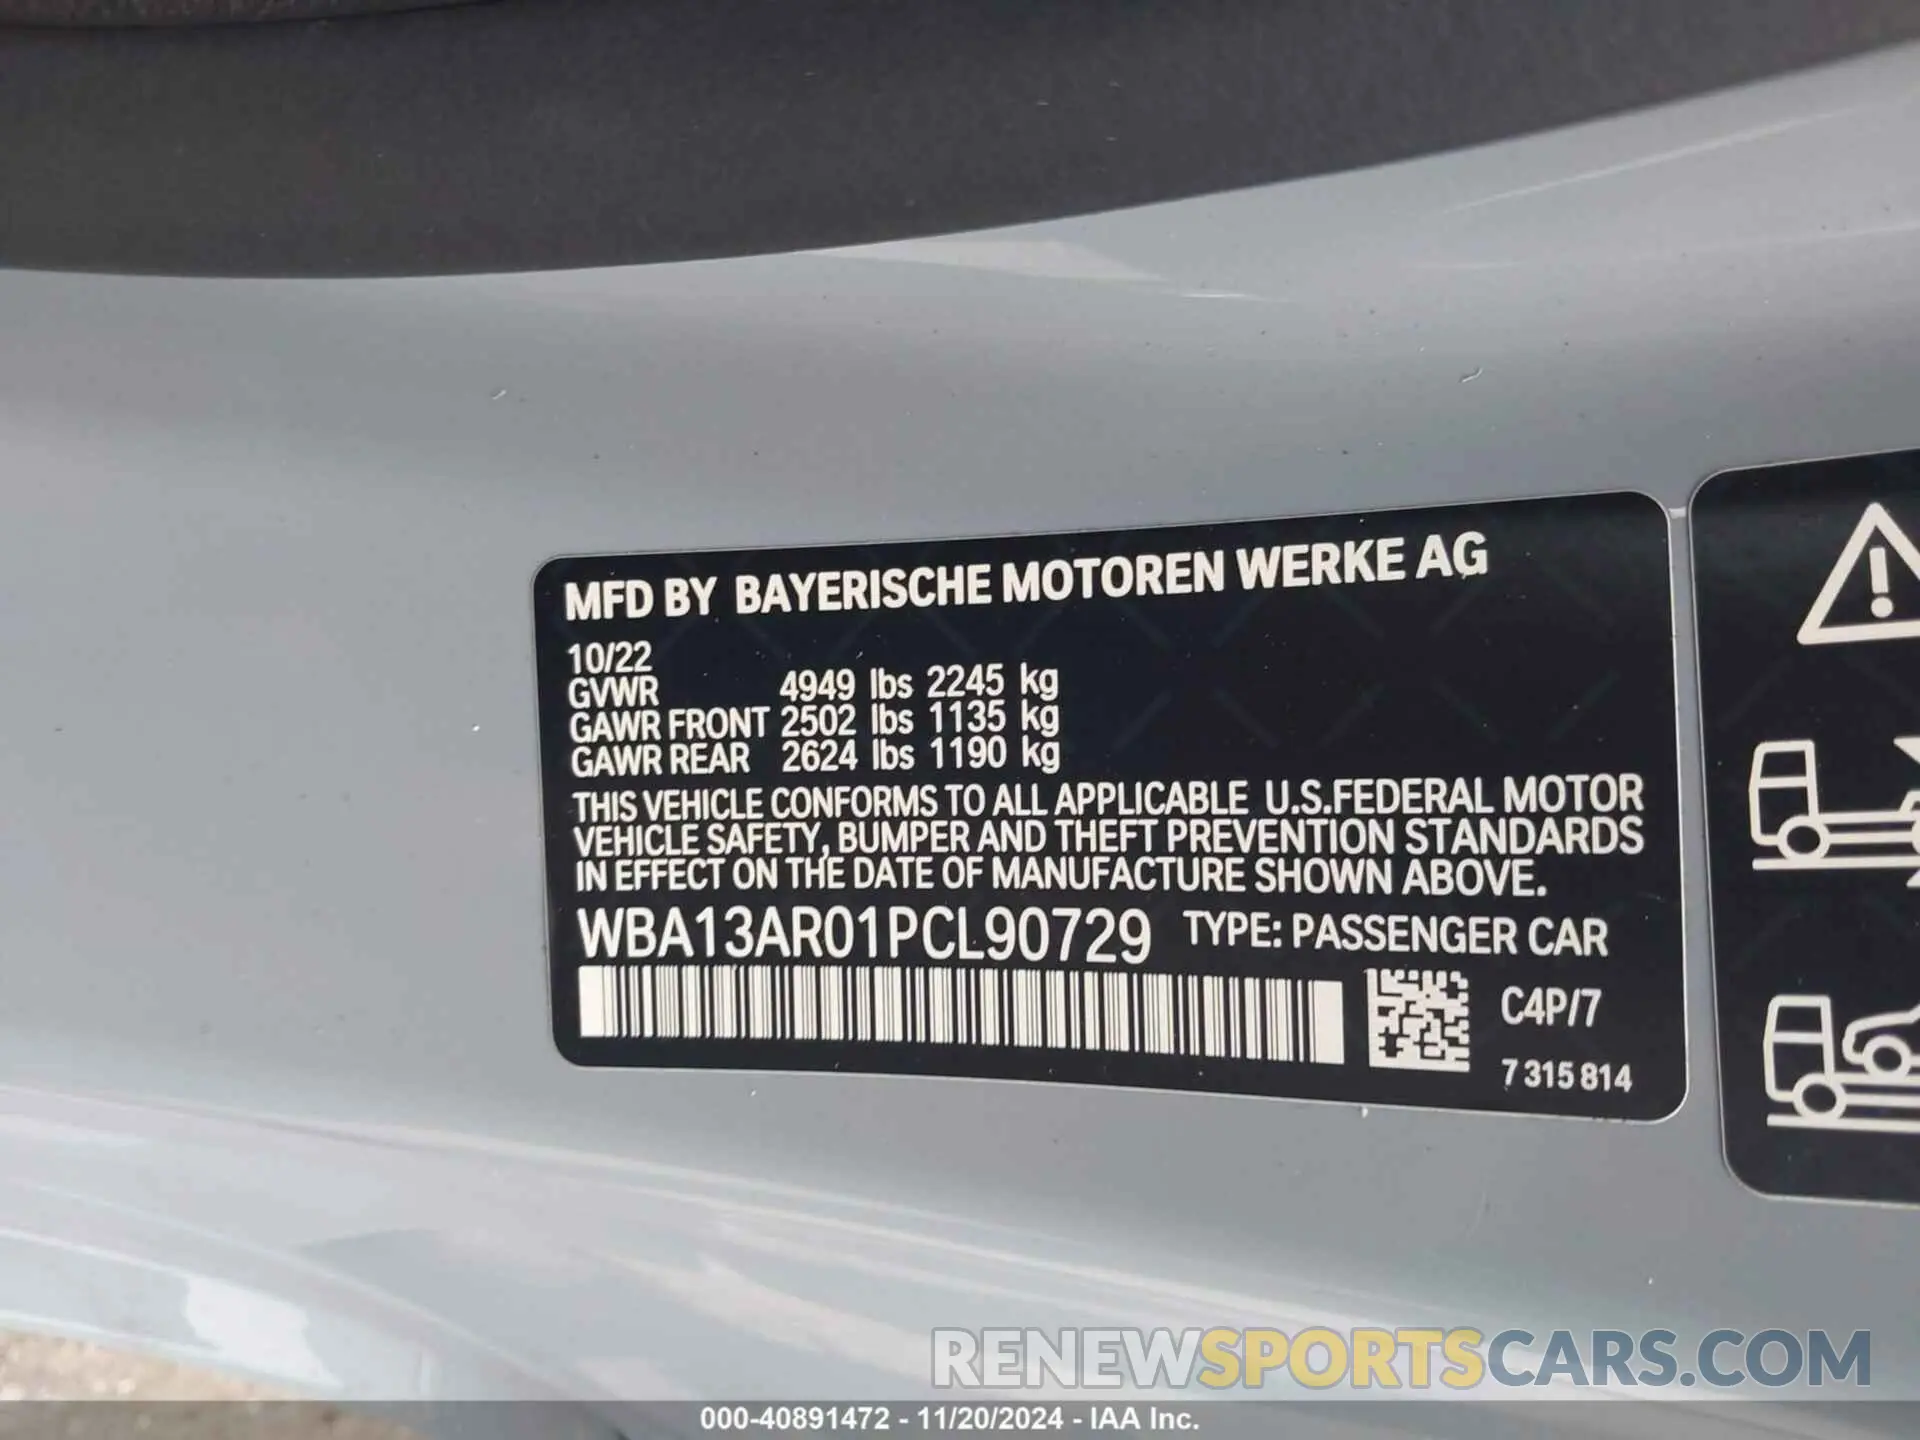 MFD BY BAYERISCHE MOTOREN WERKE AG
10/22
GVWR 4949 lbs 2245 kg
GAWR FRONT 2502 lbs 1135 kg
GAWR REAR 2624 lbs 1190 kg
THIS VEHICLE CONFORMS TO ALL APPLICABLE U.S.FEDERAL MOTOR
VEHICLE SAFETY, BUMPER AND THEFT PREVENTION STANDARDS
IN EFFECT ON THE DATE OF MANUFACTURE SHOWN ABOVE.
WBA13AR01PCL90729 TYPE: PASSENGER CAR
C4P/7
7 315 814
RENEWSPORTSCARS.COM
000-40891472 - 11/20/2024 - IAA Inc.